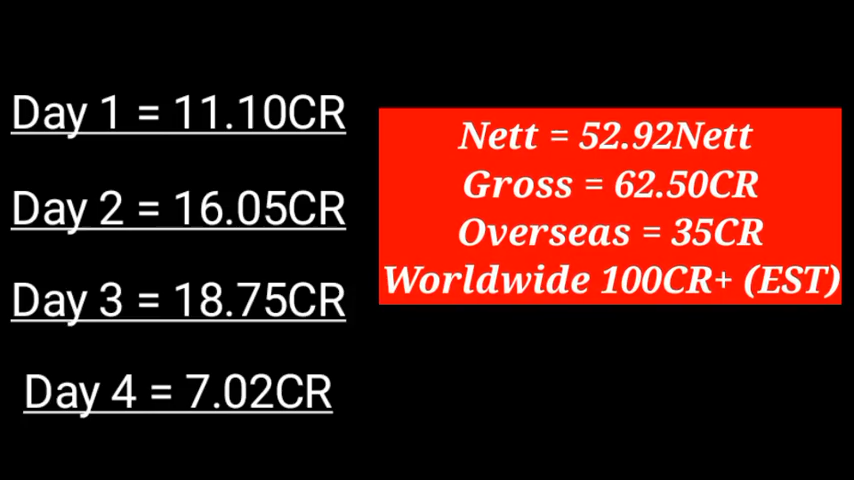 Day 1 = 11.10CR
Day 2 = 16.05CR
Day 3 = 18.75CR
Day 4 = 7.02CR
Nett = 52.92Nett
Gross = 62.50CR
Overseas = 35CR
Worldwide 100CR+ (EST)